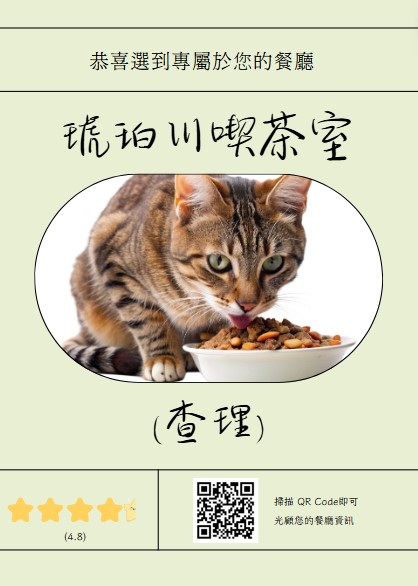 恭喜選到專屬於您的餐廳
琥珀川喫茶室
(查理)
(4.8)
掃描 QR Code即可
光顧您的餐廳資訊